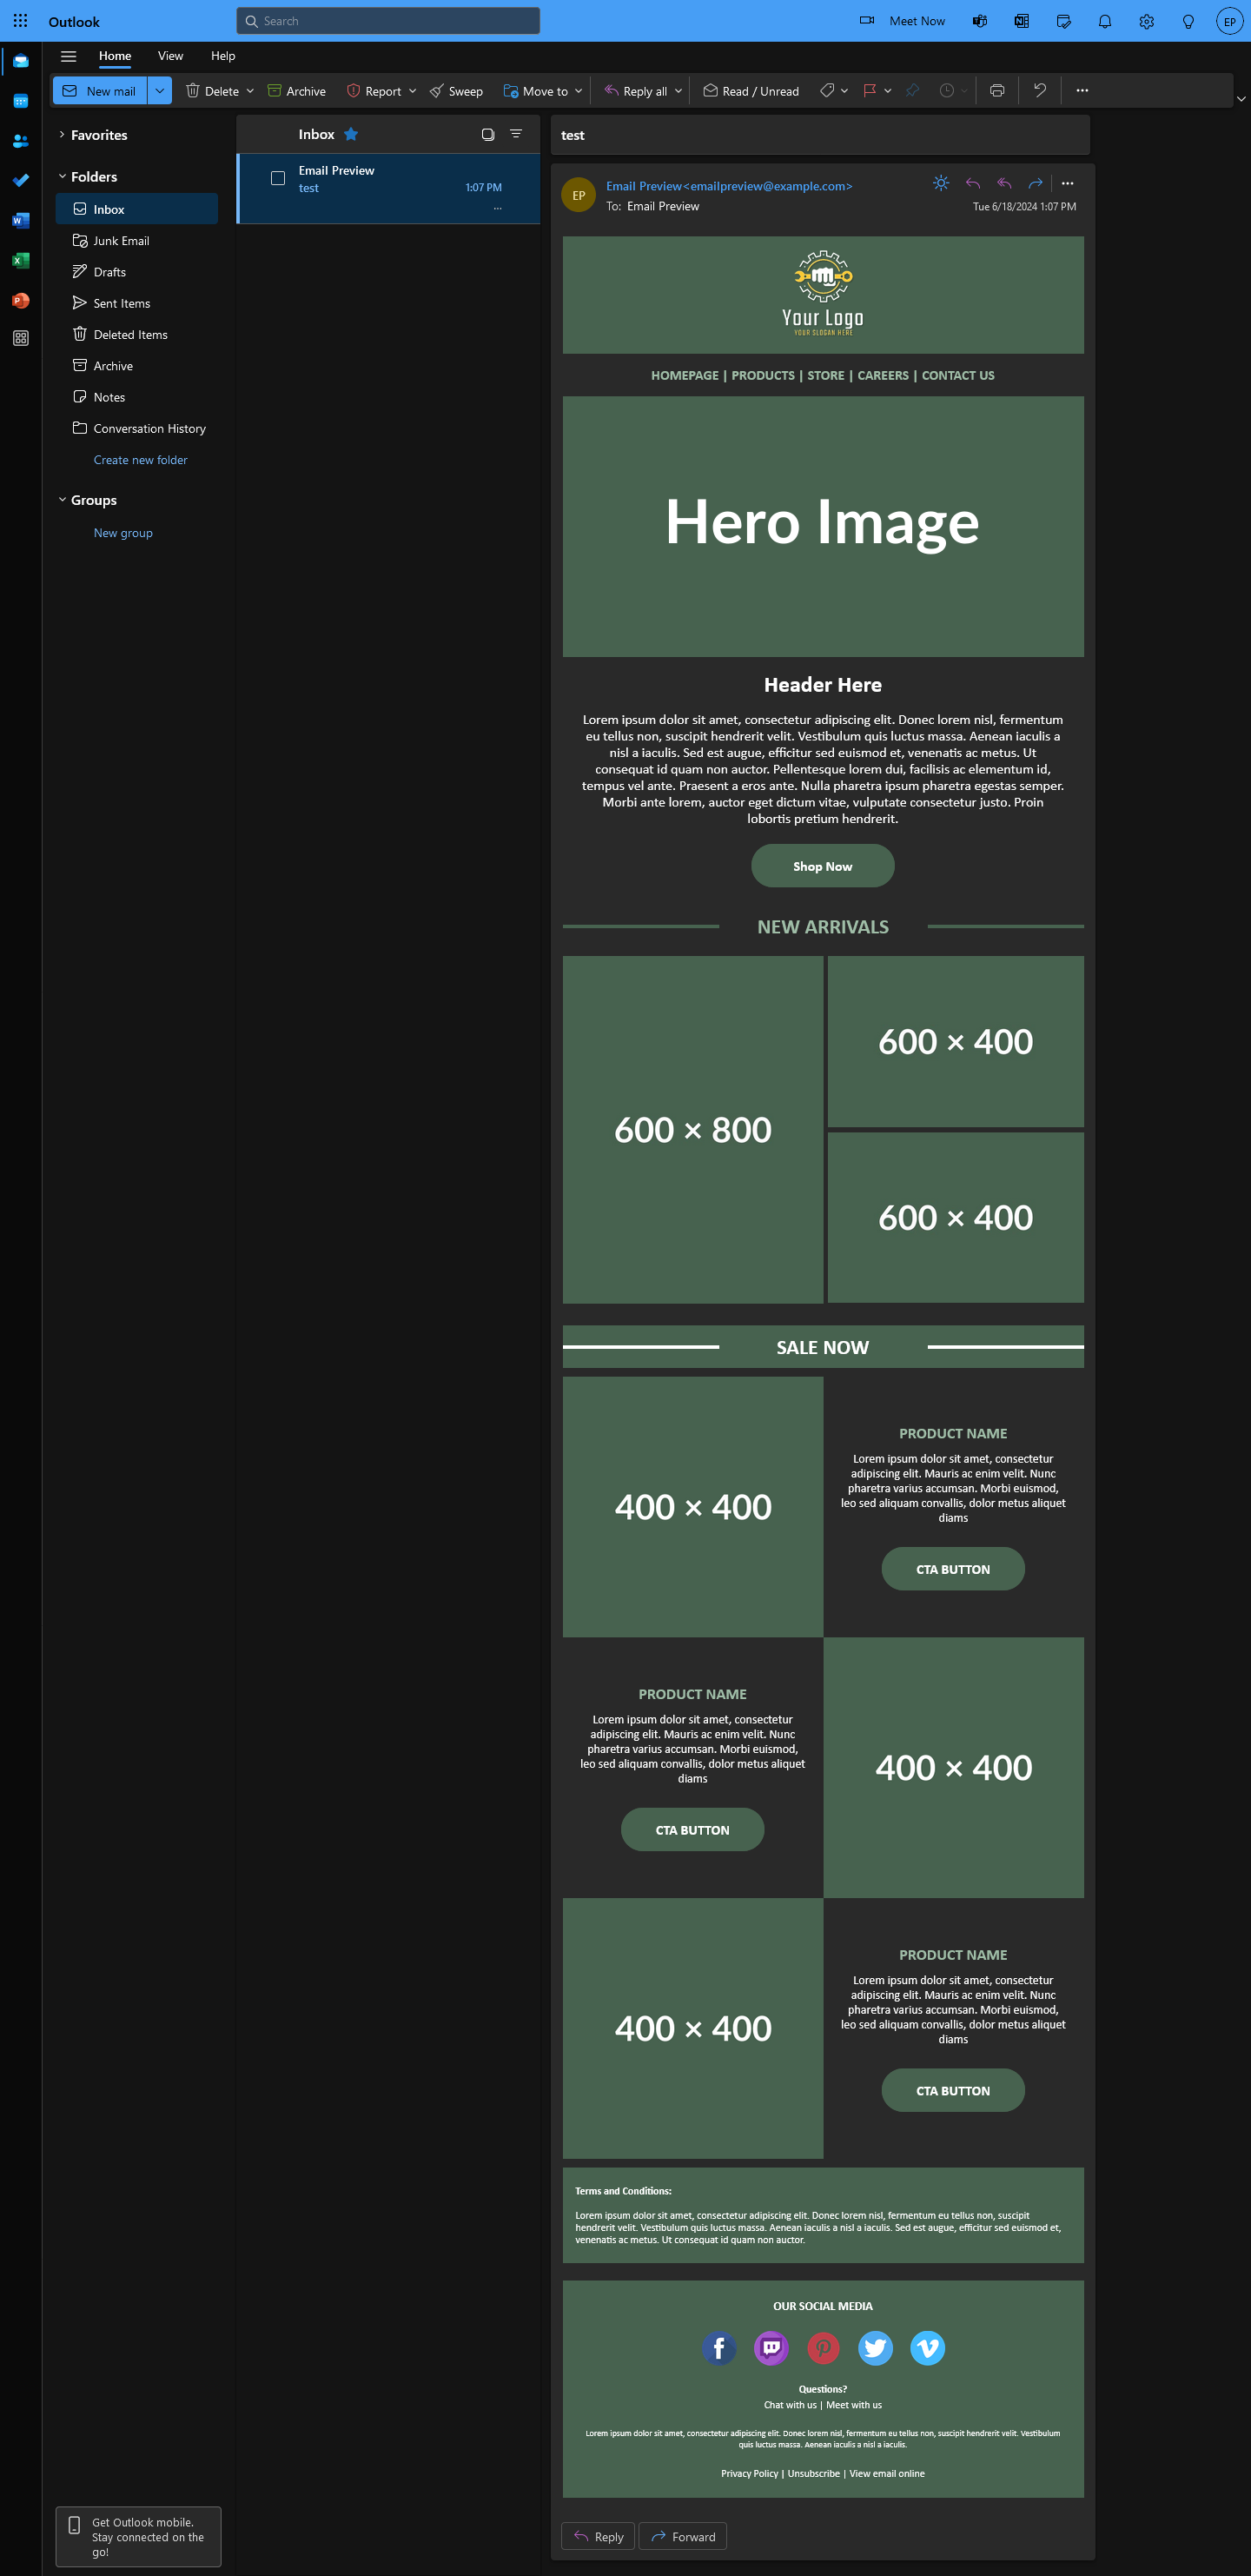 Outlook
Search
Meet Now
EP
Home View Help
New mail Delete Archive Report Sweep Move to Reply all Read / Unread
Favorites
Folders
Inbox
Junk Email
Drafts
Sent Items
Deleted Items
Archive
Notes
Conversation History
Create new folder
Groups
New group
Get Outlook mobile.
Stay connected on the
go!
Inbox
Email Preview
test 1:07 PM
...
test
EP
Email Preview<emailpreview@example.com>
To: Email Preview
Tue 6/18/2024 1:07 PM
Your Logo
YOUR SLOGAN HERE
HOMEPAGE | PRODUCTS | STORE | CAREERS | CONTACT US
Hero Image
Header Here
Lorem ipsum dolor sit amet, consectetur adipiscing elit. Donec lorem nisl, fermentum
eu tellus non, suscipit hendrerit velit. Vestibulum quis luctus massa. Aenean iaculis a
nisl a iaculis. Sed est augue, efficitur sed euismod et, venenatis ac metus. Ut
consequat id quam non auctor. Pellentesque lorem dui, facilisis ac elementum id,
tempus vel ante. Praesent a eros ante. Nulla pharetra ipsum pharetra egestas semper.
Morbi ante lorem, auctor eget dictum vitae, vulputate consectetur justo. Proin
lobortis pretium hendrerit.
Shop Now
NEW ARRIVALS
600 × 800
600 × 400
600 × 400
SALE NOW
400 × 400
PRODUCT NAME
Lorem ipsum dolor sit amet, consectetur
adipiscing elit. Mauris ac enim velit. Nunc
pharetra varius accumsan. Morbi euismod,
leo sed aliquam convallis, dolor metus aliquet
diams
CTA BUTTON
PRODUCT NAME
Lorem ipsum dolor sit amet, consectetur
adipiscing elit. Mauris ac enim velit. Nunc
pharetra varius accumsan. Morbi euismod,
leo sed aliquam convallis, dolor metus aliquet
diams
CTA BUTTON
400 × 400
400 × 400
PRODUCT NAME
Lorem ipsum dolor sit amet, consectetur
adipiscing elit. Mauris ac enim velit. Nunc
pharetra varius accumsan. Morbi euismod,
leo sed aliquam convallis, dolor metus aliquet
diams
CTA BUTTON
Terms and Conditions:
Lorem ipsum dolor sit amet, consectetur adipiscing elit. Donec lorem nisl, fermentum eu tellus non, suscipit
hendrerit velit. Vestibulum quis luctus massa. Aenean iaculis a nisl a iaculis. Sed est augue, efficitur sed euismod et,
venenatis ac metus. Ut consequat id quam non auctor.
OUR SOCIAL MEDIA
Questions?
Chat with us | Meet with us
Lorem ipsum dolor sit amet, consectetur adipiscing elit. Donec lorem nisl, fermentum eu tellus non, suscipit hendrerit velit. Vestibulum
quis luctus massa. Aenean iaculis a nisl a iaculis.
Privacy Policy | Unsubscribe | View email online
Reply Forward